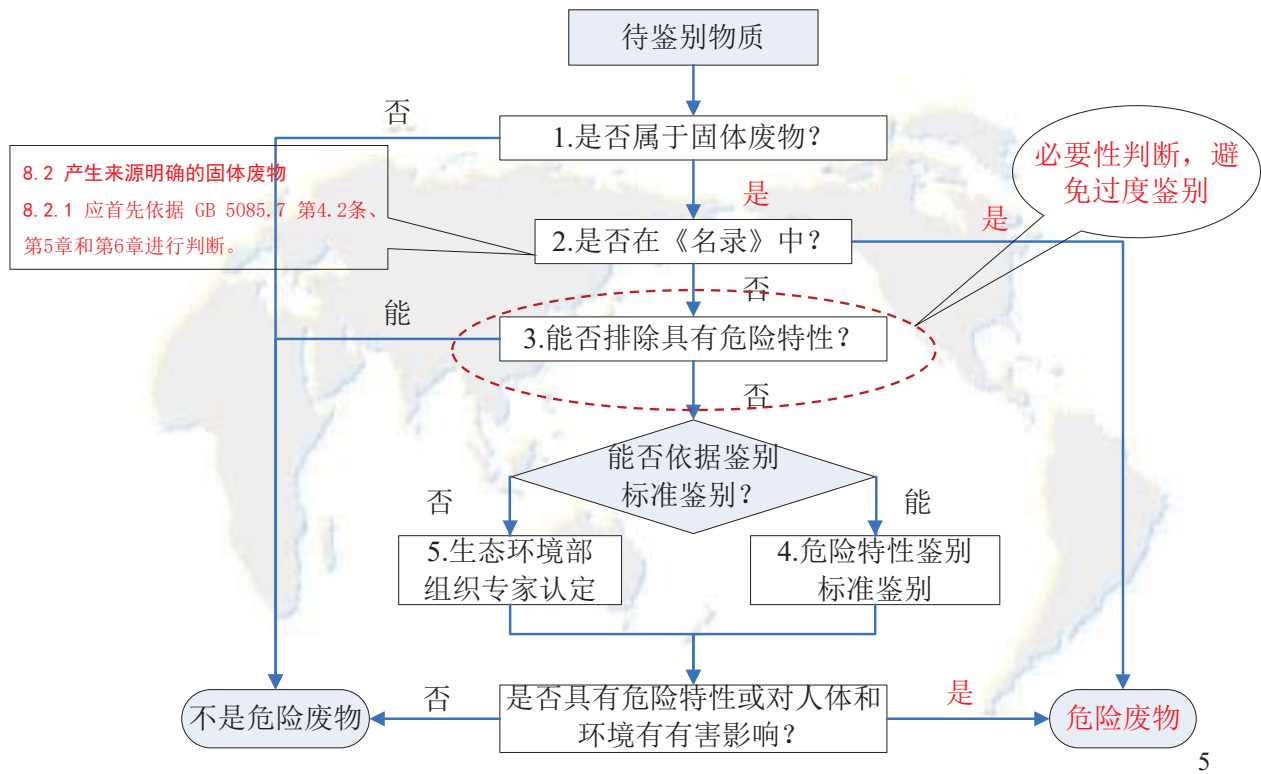 待鉴别物质
否
1.是否属于固体废物？
必要性判断，避
免过度鉴别
8.2 产生来源明确的固体废物
8.2.1 应首先依据 GB 5085.7 第4.2条、
第5章和第6章进行判断。
是
是
2.是否在《名录》中？
否
能
3.能否排除具有危险特性？
否
能否依据鉴别
标准鉴别？
否
能
5.生态环境部
组织专家认定
4.危险特性鉴别
标准鉴别
不是危险废物
否
是否具有危险特性或对人体和
环境有有害影响？
是
危险废物
5